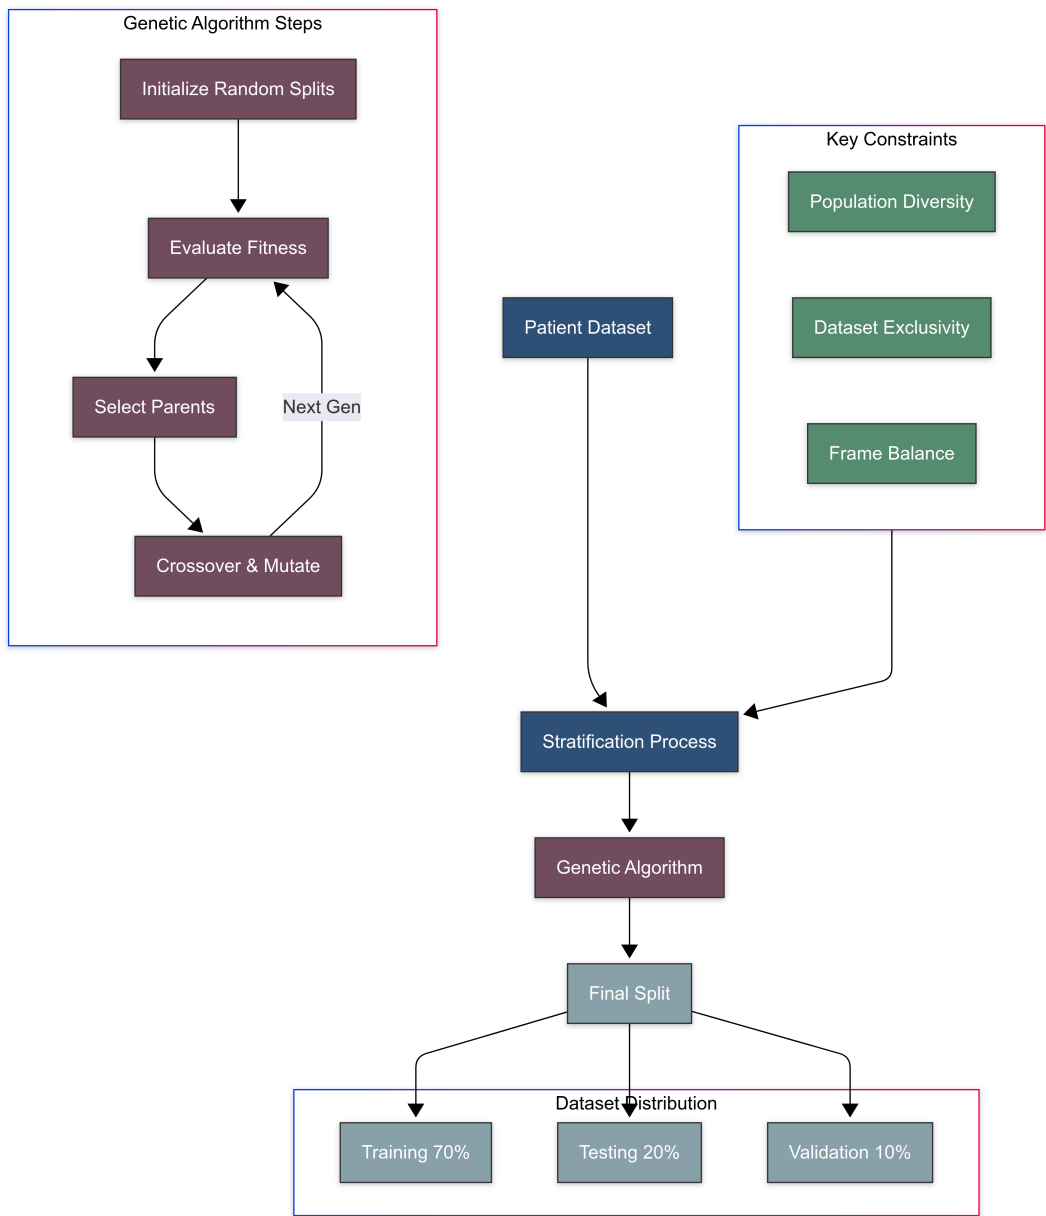 Genetic Algorithm Steps
Initialize Random Splits
Evaluate Fitness
Select Parents
Next Gen
Crossover & Mutate
Key Constraints
Population Diversity
Dataset Exclusivity
Frame Balance
Patient Dataset
Stratification Process
Genetic Algorithm
Final Split
Dataset Distribution
Training 70%
Testing 20%
Validation 10%